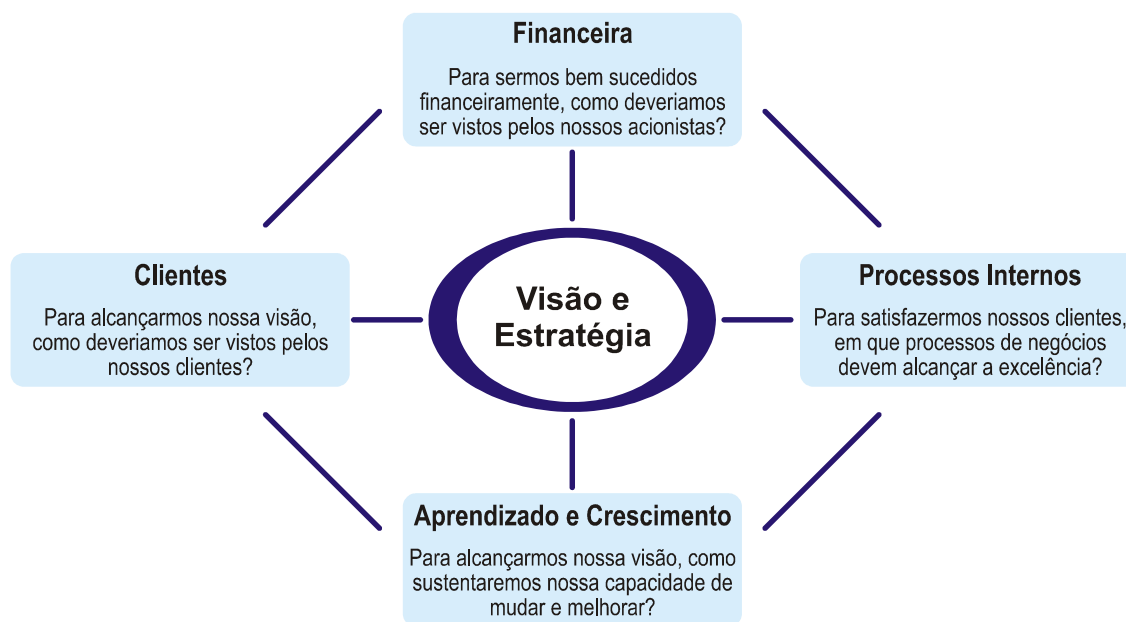 Financeira
Para sermos bem sucedidos
financeiramente, como deveriamos
ser vistos pelos nossos acionistas?
Clientes
Para alcançarmos nossa visão,
como deveriamos ser vistos pelos
nossos clientes?
Visão e
Estratégia
Processos Internos
Para satisfazermos nossos clientes,
em que processos de negócios
devem alcançar a excelência?
Aprendizado e Crescimento
Para alcançarmos nossa visão, como
sustentaremos nossa capacidade de
mudar e melhorar?